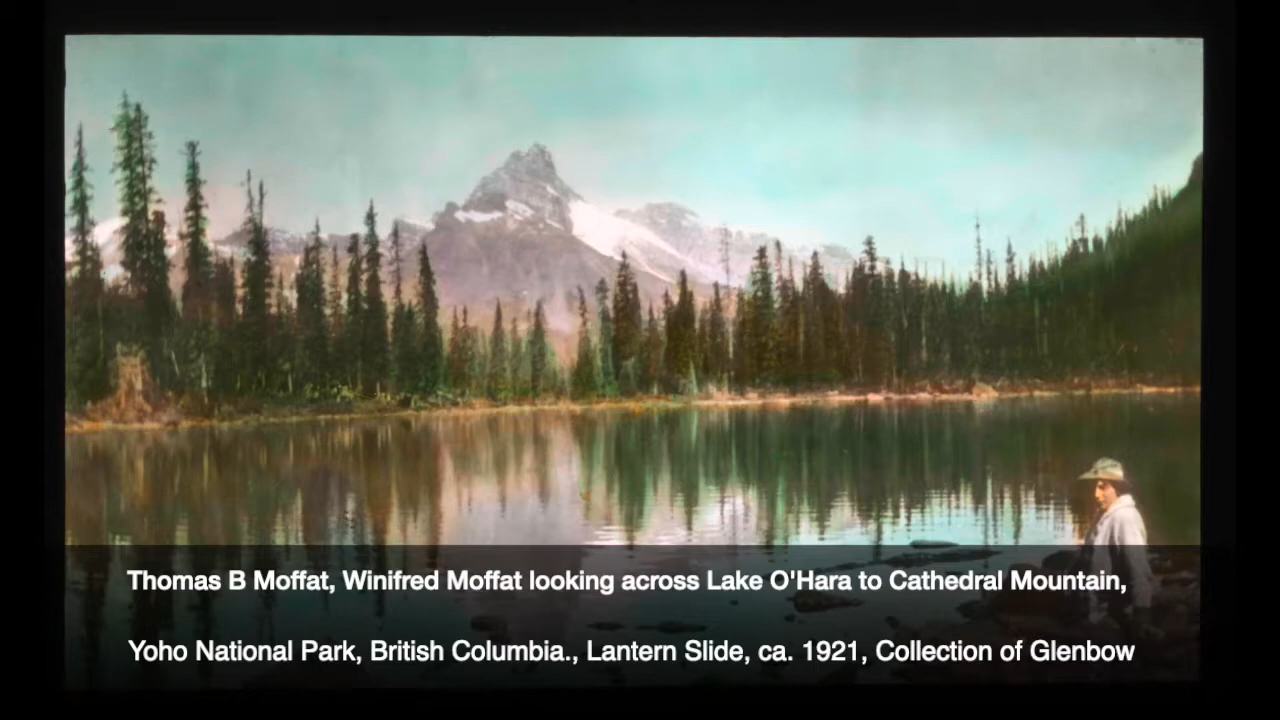 Thomas B Moffat, Winifred Moffat looking across Lake O'Hara to Cathedral Mountain,
Yoho National Park, British Columbia., Lantern Slide, ca. 1921, Collection of Glenbow